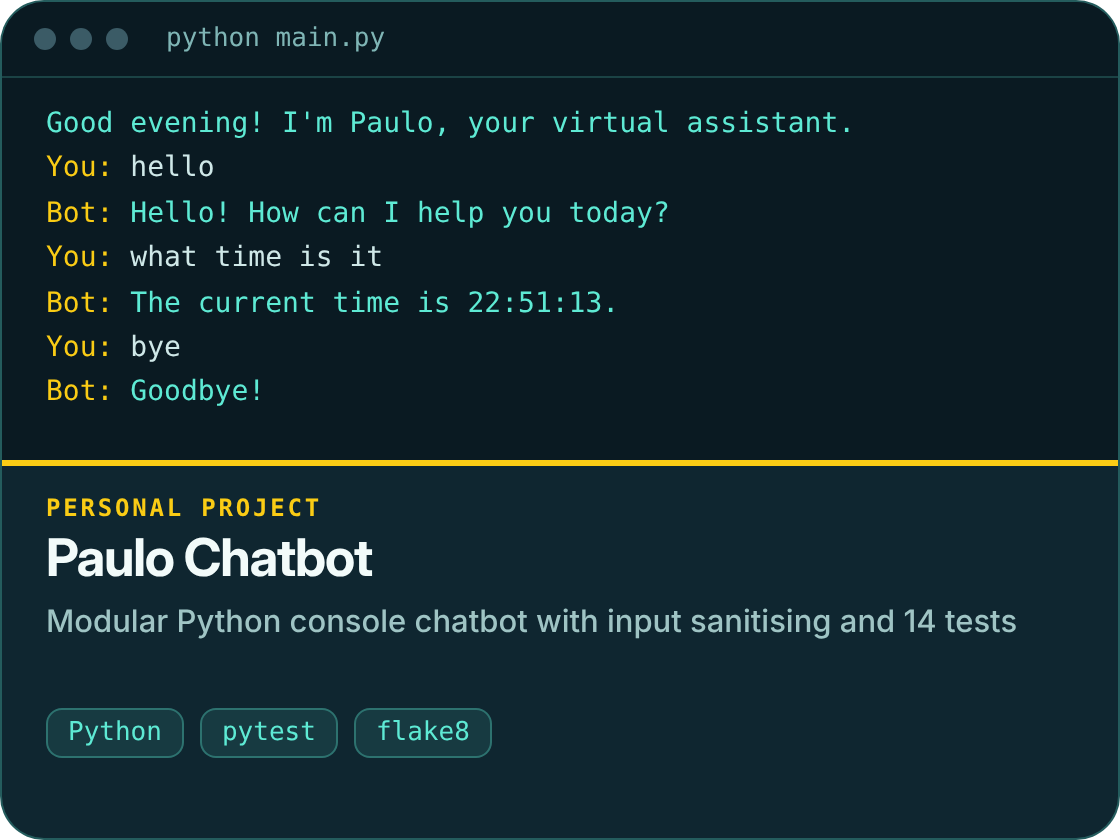 python main.py
Good evening! I'm Paulo, your virtual assistant.
You: hello
Bot: Hello! How can I help you today?
You: what time is it
Bot: The current time is 22:51:13.
You: bye
Bot: Goodbye!
PERSONAL PROJECT
Paulo Chatbot
Modular Python console chatbot with input sanitising and 14 tests
Python pytest flake8